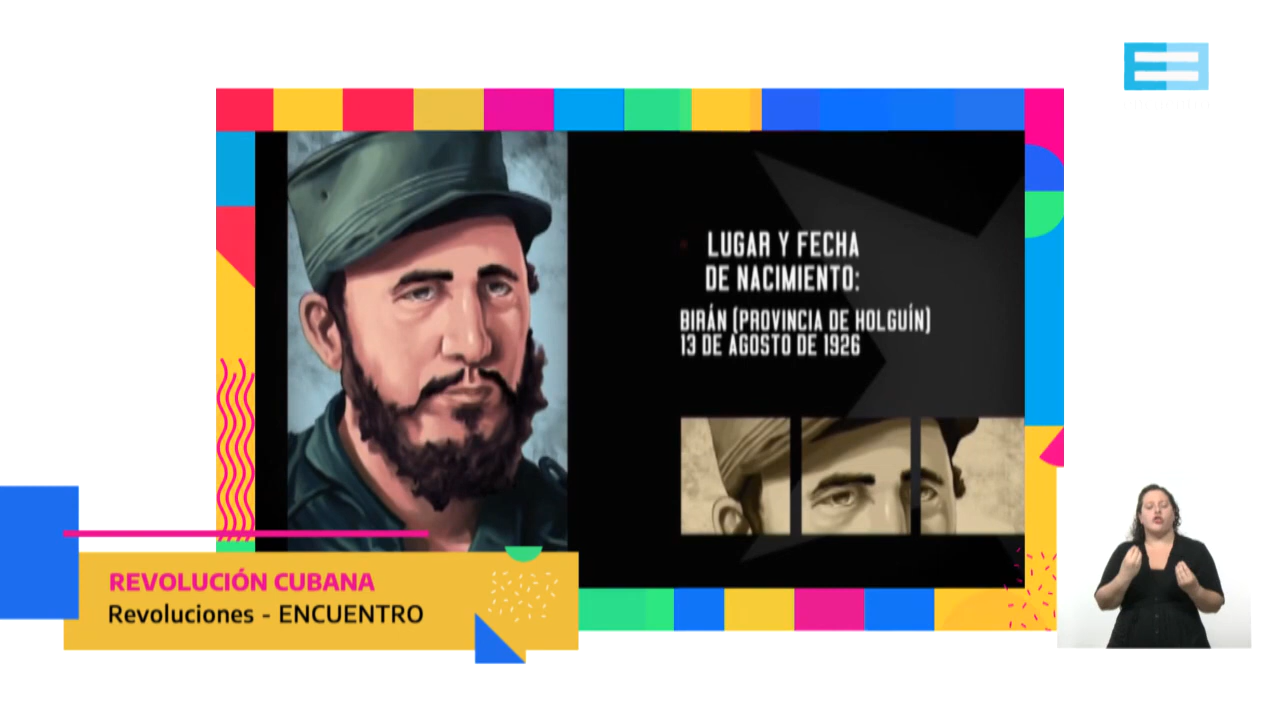 LUGAR Y FECHA
DE NACIMIENTO:
BIRÁN (PROVINCIA DE HOLGUÍN)
13 DE AGOSTO DE 1926
REVOLUCIÓN CUBANA
Revoluciones - ENCUENTRO